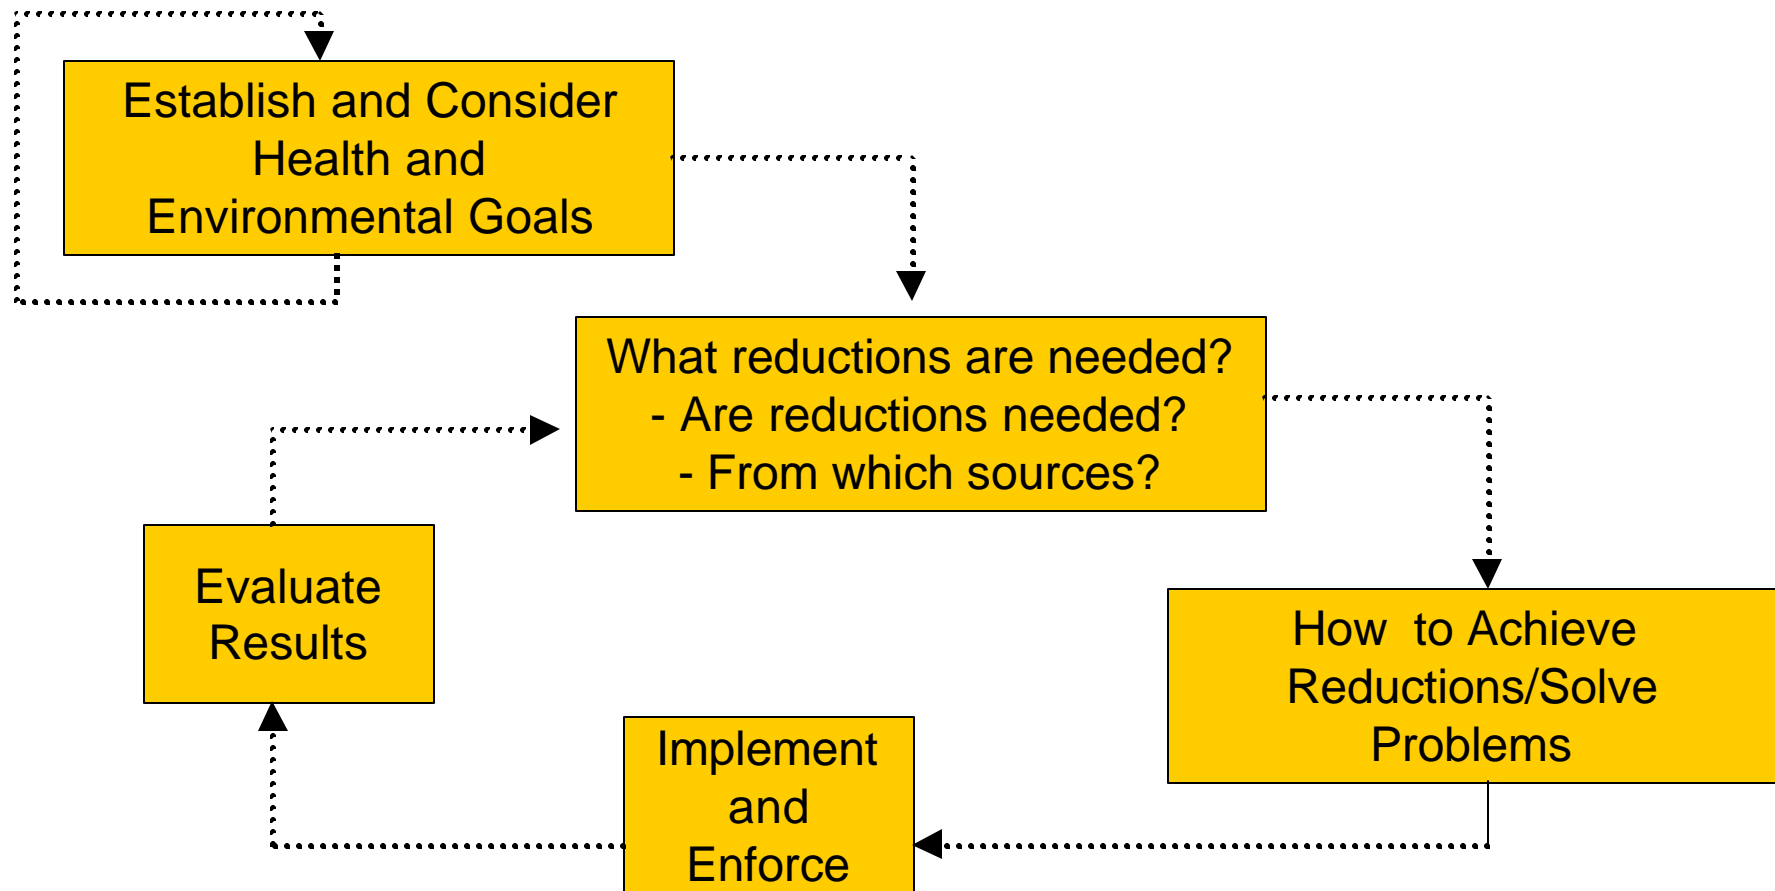 Establish and Consider
Health and
Environmental Goals
What reductions are needed?
- Are reductions needed?
- From which sources?
How to Achieve
Reductions/Solve
Problems
Implement
and
Enforce
Evaluate
Results